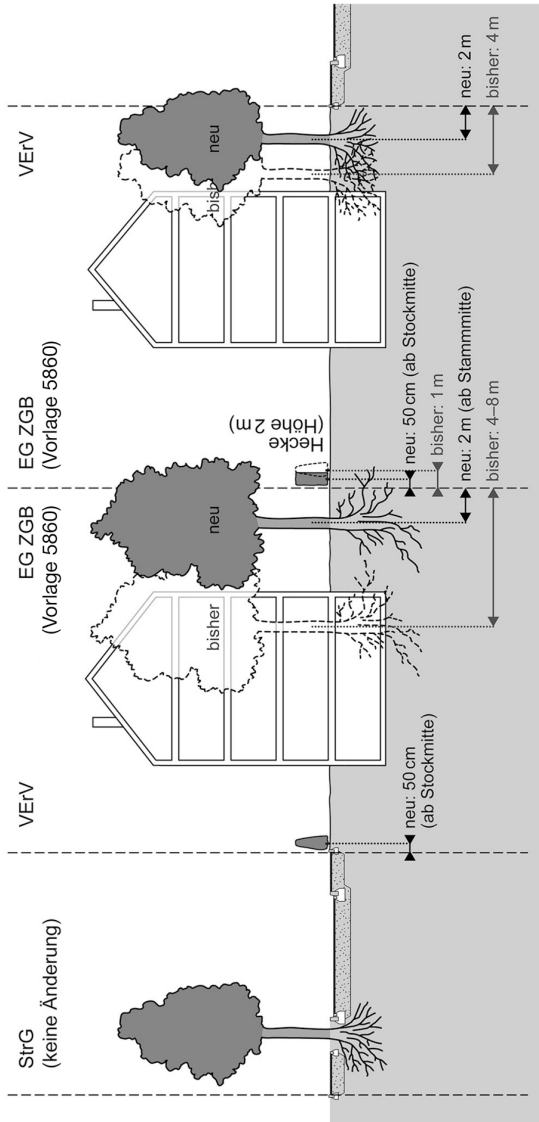 StrG
(keine Änderung)
VErV
EG ZGB
(Vorlage 5860)
EG ZGB
(Vorlage 5860)
VErV
bisher
neu
Hecke
(Höhe 2 m)
bish
neu
neu: 50 cm
(ab Stockmitte)
neu: 50 cm (ab Stockmitte)
bisher: 1 m
neu: 2 m (ab Stammmitte)
bisher: 4–8 m
neu: 2 m
bisher: 4 m